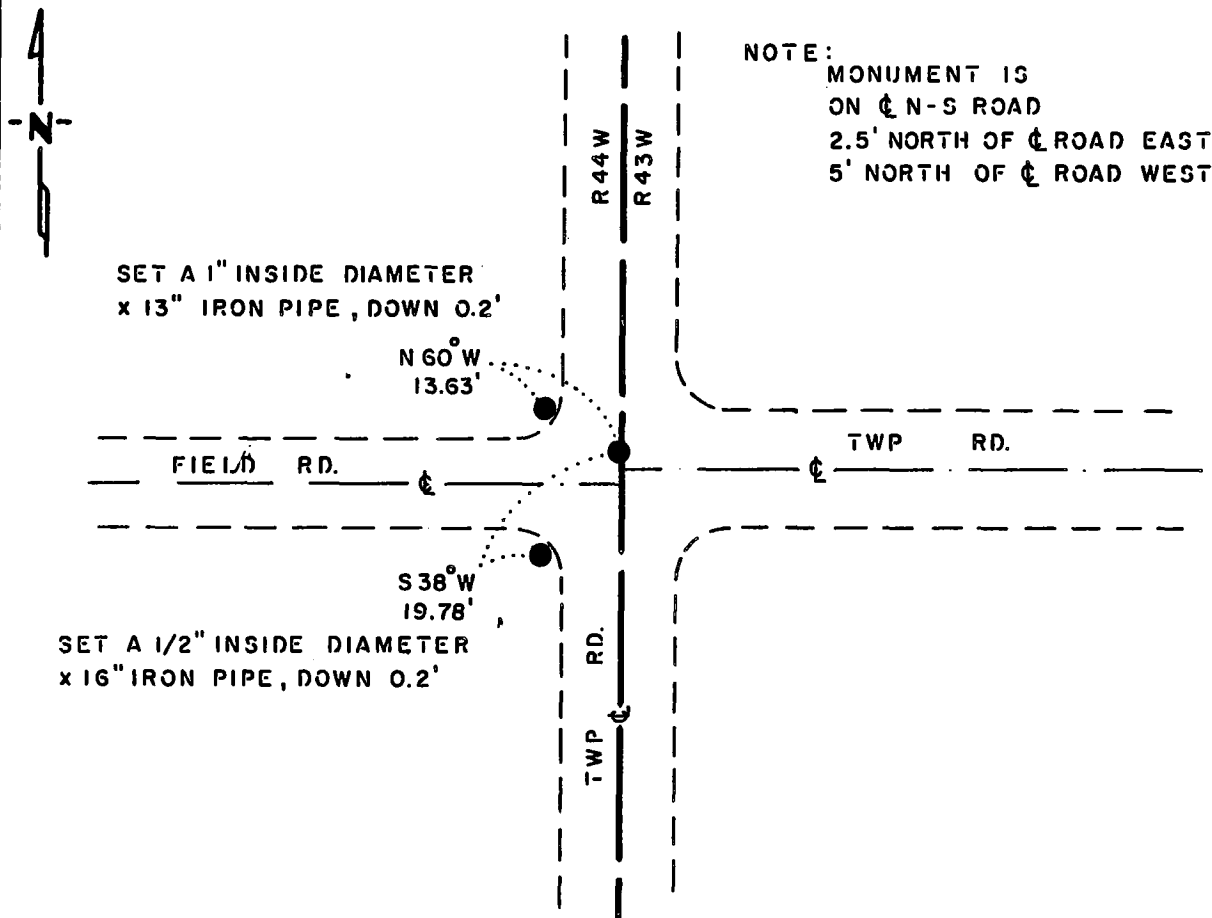 -N-
NOTE:
MONUMENT IS
ON ℄ N-S ROAD
2.5' NORTH OF ℄ ROAD EAST
5' NORTH OF ℄ ROAD WEST
R44W
R43W
SET A 1" INSIDE DIAMETER
x 13" IRON PIPE, DOWN 0.2'
N 60°W
13.63'
FIELD RD.
℄
TWP RD.
℄
S 38°W
19.78'
SET A 1/2" INSIDE DIAMETER
x 16" IRON PIPE, DOWN 0.2'
TWP ℄ RD.